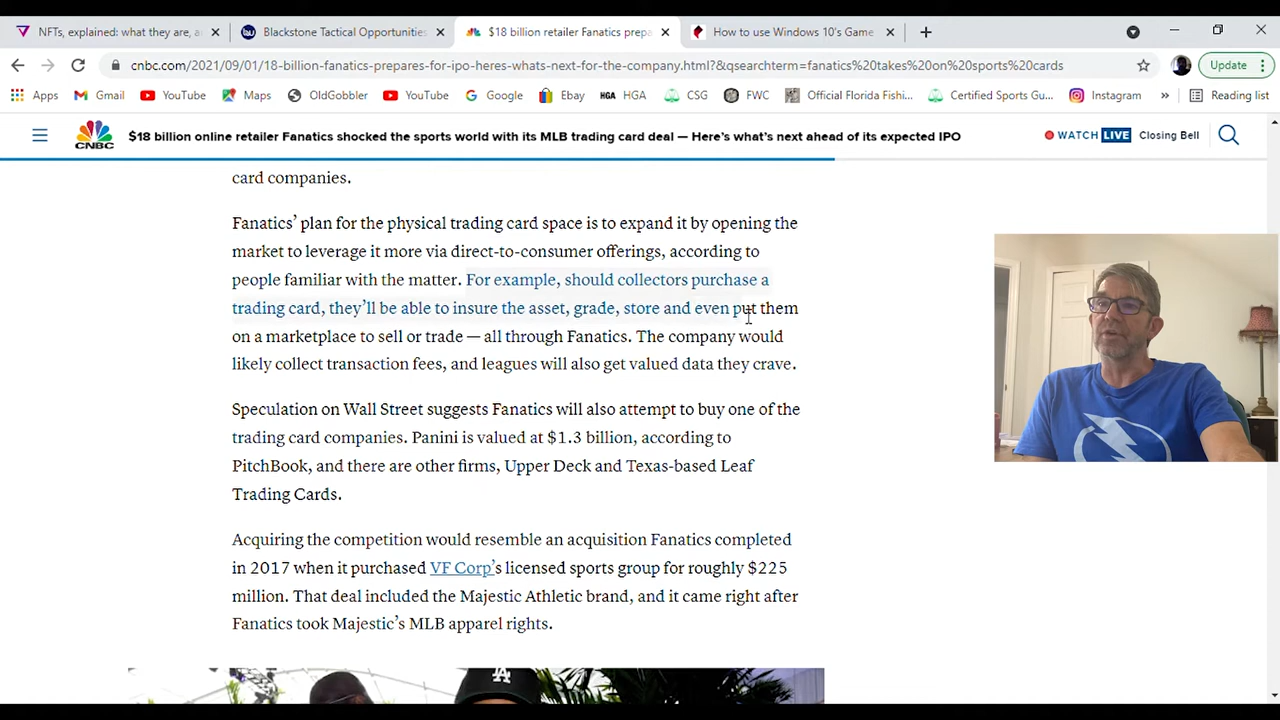 NFTs, explained: what they are, a
Blackstone Tactical Opportunities
$18 billion retailer Fanatics prepa
How to use Windows 10's Game
cnbc.com/2021/09/01/18-billion-fanatics-prepares-for-ipo-heres-whats-next-for-the-company.html?&qsearchterm=fanatics%20takes%20on%20sports%20cards
Update
Apps Gmail YouTube Maps OldGobbler YouTube Google Ebay HGA HGA CSG FWC Official Florida Fishi... Certified Sports Gu... Instagram » Reading list
CNBC
$18 billion online retailer Fanatics shocked the sports world with its MLB trading card deal — Here's what's next ahead of its expected IPO
WATCH LIVE Closing Bell
card companies.
Fanatics' plan for the physical trading card space is to expand it by opening the
market to leverage it more via direct-to-consumer offerings, according to
people familiar with the matter. For example, should collectors purchase a
trading card, they'll be able to insure the asset, grade, store and even put them
on a marketplace to sell or trade — all through Fanatics. The company would
likely collect transaction fees, and leagues will also get valued data they crave.
Speculation on Wall Street suggests Fanatics will also attempt to buy one of the
trading card companies. Panini is valued at $1.3 billion, according to
PitchBook, and there are other firms, Upper Deck and Texas-based Leaf
Trading Cards.
Acquiring the competition would resemble an acquisition Fanatics completed
in 2017 when it purchased VF Corp's licensed sports group for roughly $225
million. That deal included the Majestic Athletic brand, and it came right after
Fanatics took Majestic's MLB apparel rights.
LA